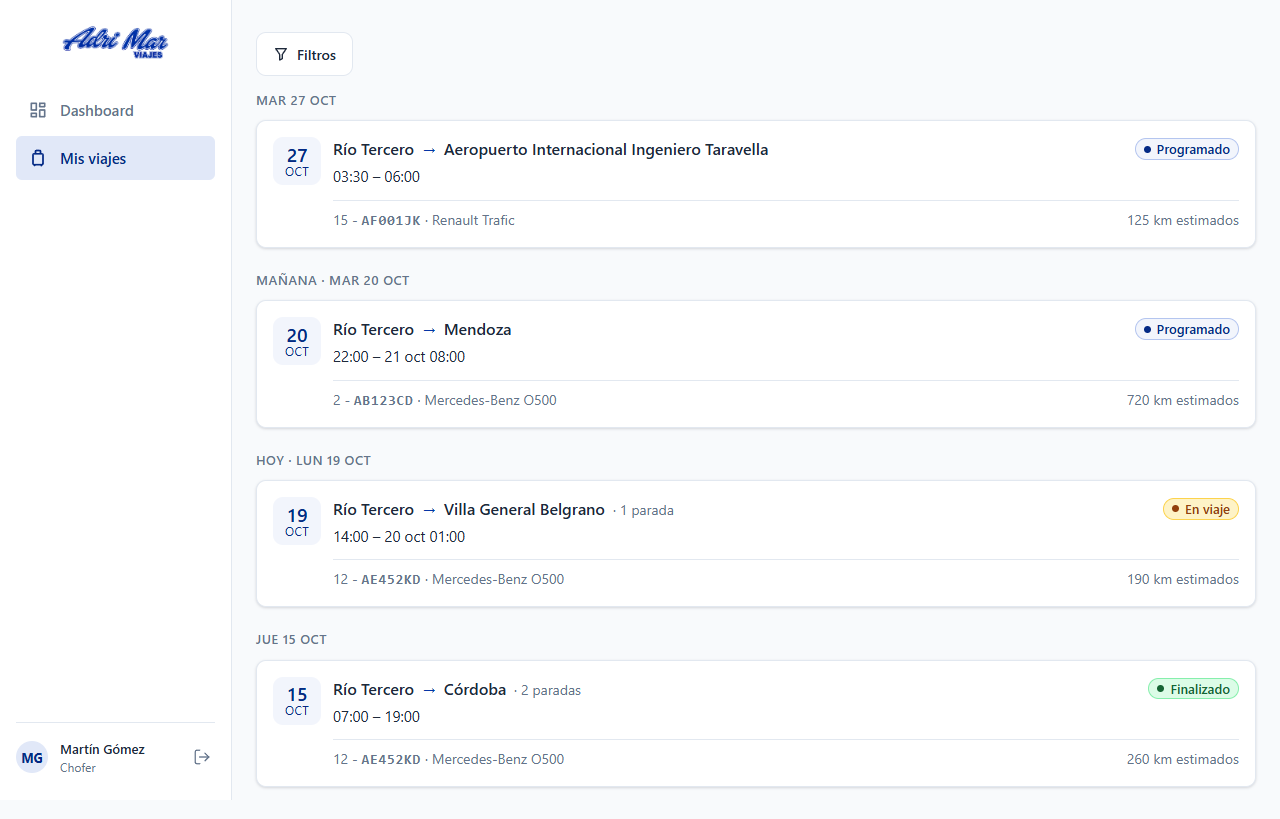 Adri Mar
VIAJES
Dashboard
Mis viajes
Filtros
MAR 27 OCT
27
OCT
Río Tercero → Aeropuerto Internacional Ingeniero Taravella
Programado
03:30 – 06:00
15 - AF001JK · Renault Trafic
125 km estimados
MAÑANA · MAR 20 OCT
20
OCT
Río Tercero → Mendoza
Programado
22:00 – 21 oct 08:00
2 - AB123CD · Mercedes-Benz O500
720 km estimados
HOY · LUN 19 OCT
19
OCT
Río Tercero → Villa General Belgrano · 1 parada
En viaje
14:00 – 20 oct 01:00
12 - AE452KD · Mercedes-Benz O500
190 km estimados
JUE 15 OCT
15
OCT
Río Tercero → Córdoba · 2 paradas
Finalizado
07:00 – 19:00
12 - AE452KD · Mercedes-Benz O500
260 km estimados
MG
Martín Gómez
Chofer